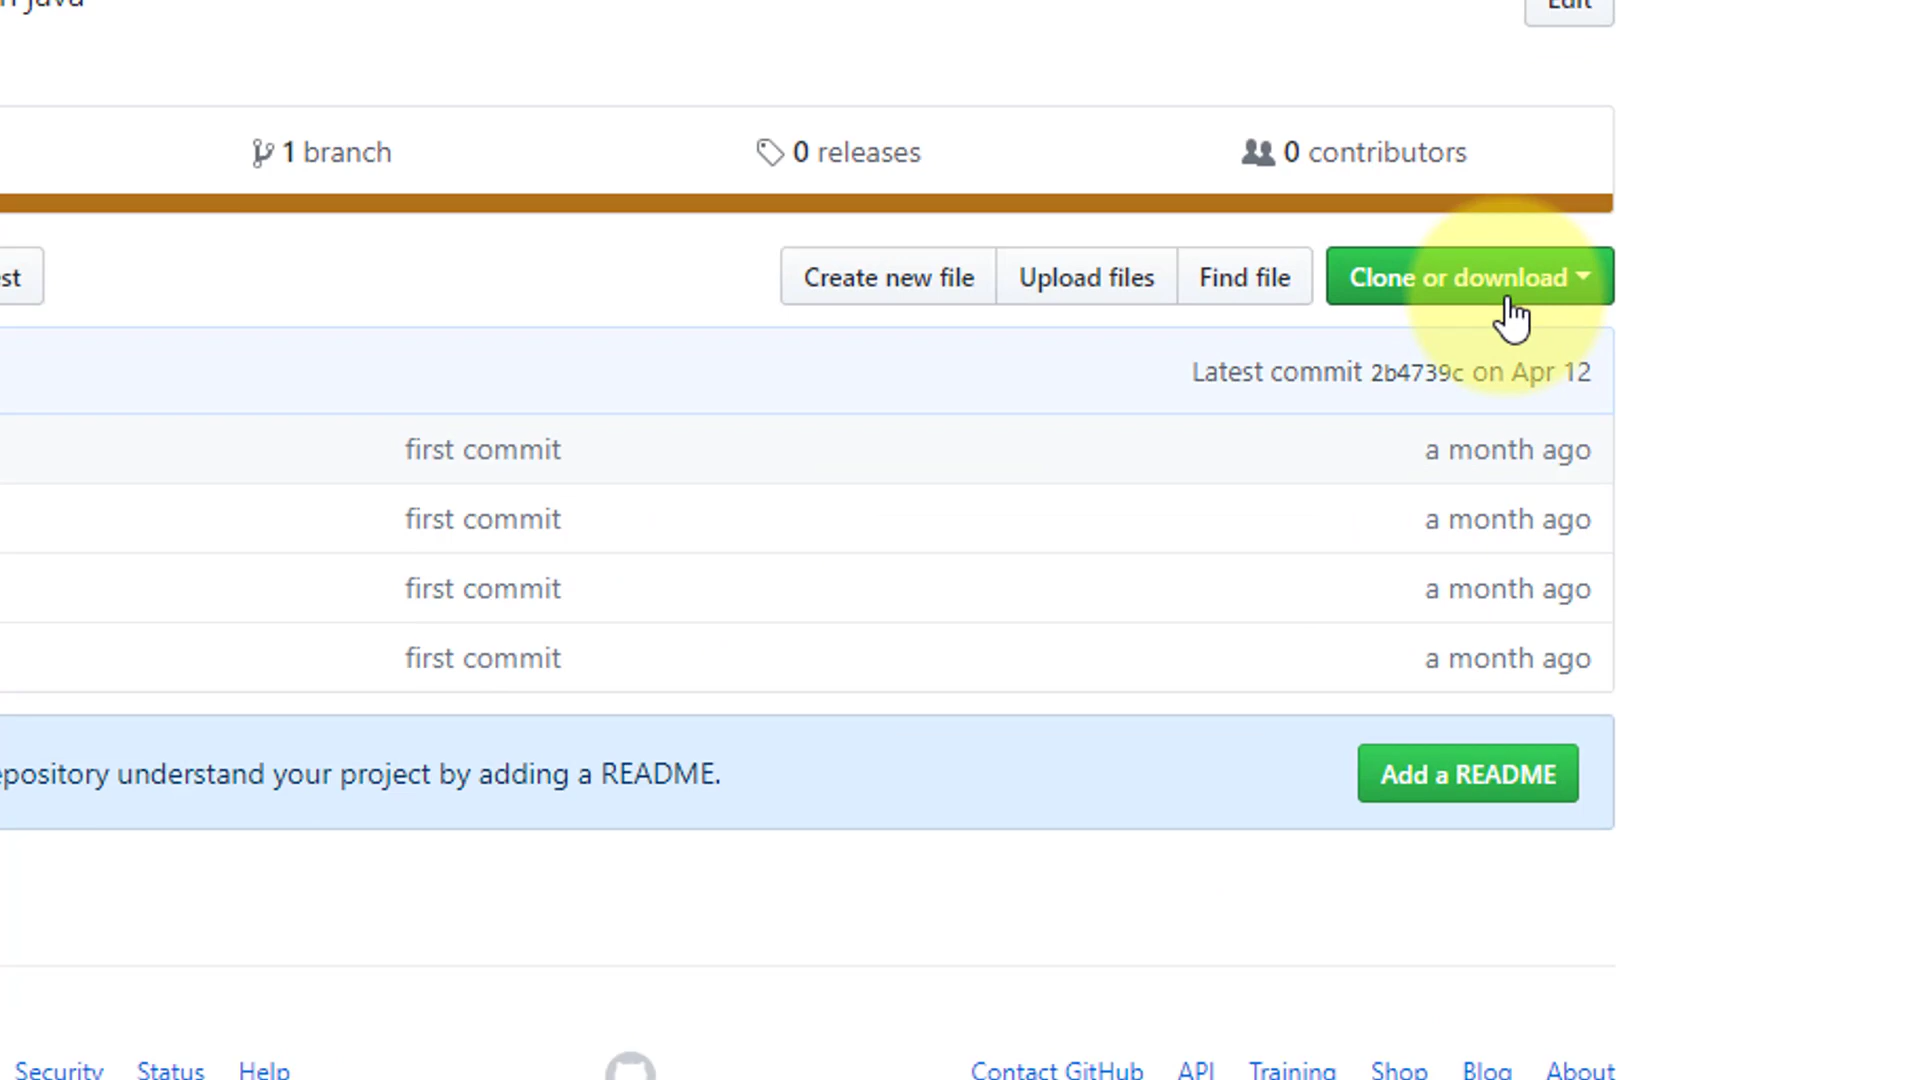 n java
Edit
1 branch
0 releases
0 contributors
st
Create new file
Upload files
Find file
Clone or download
Latest commit 2b4739c on Apr 12
first commit
a month ago
first commit
a month ago
first commit
a month ago
first commit
a month ago
epository understand your project by adding a README.
Add a README
Security
Status
Help
Contact GitHub
API
Training
Shop
Blog
About